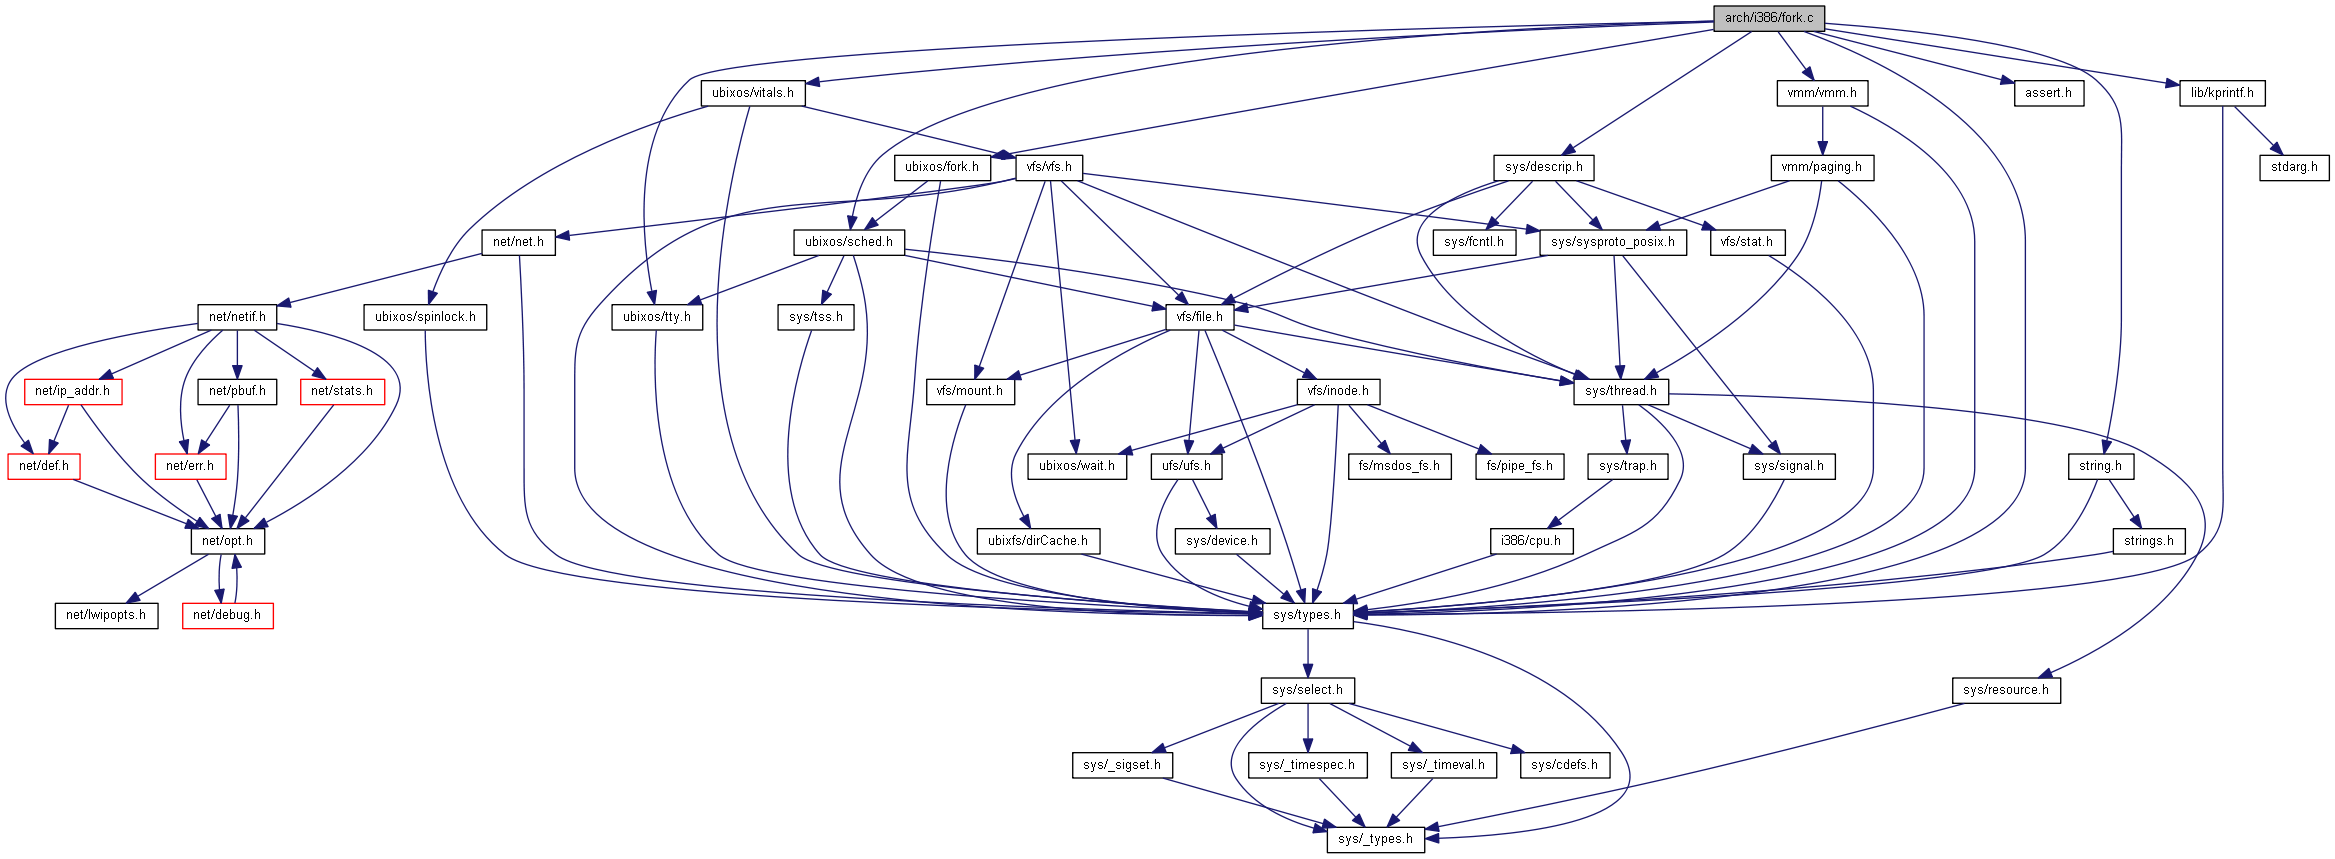 arch/i386/fork.c
ubixos/vitals.h
vmm/vmm.h
assert.h
lib/kprintf.h
ubixos/fork.h
vfs/vfs.h
sys/descrip.h
vmm/paging.h
stdarg.h
net/net.h
ubixos/sched.h
sys/fcntl.h
sys/sysproto_posix.h
vfs/stat.h
net/netif.h
ubixos/spinlock.h
ubixos/tty.h
sys/tss.h
vfs/file.h
net/ip_addr.h
net/pbuf.h
net/stats.h
vfs/mount.h
vfs/inode.h
sys/thread.h
net/def.h
net/err.h
ubixos/wait.h
ufs/ufs.h
fs/msdos_fs.h
fs/pipe_fs.h
sys/trap.h
sys/signal.h
string.h
net/opt.h
ubixfs/dirCache.h
sys/device.h
i386/cpu.h
strings.h
net/lwipopts.h
net/debug.h
sys/types.h
sys/select.h
sys/resource.h
sys/_sigset.h
sys/_timespec.h
sys/_timeval.h
sys/cdefs.h
sys/_types.h